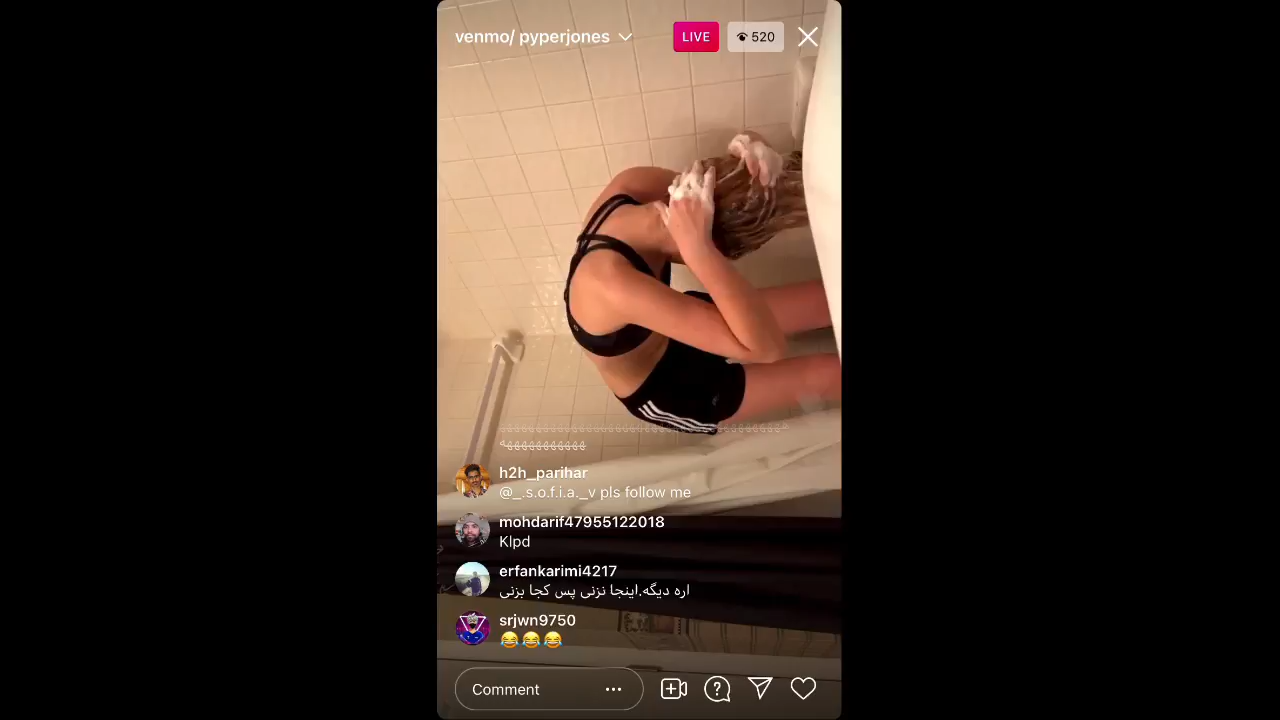 venmo/ pyperjones
LIVE
520
h2h_parihar
@_.s.o.f.i.a._v pls follow me
mohdarif47955122018
Klpd
erfankarimi4217
اره دیگه.اینجا نزنی پس کجا بزنی
srjwn9750
😂😂😂
Comment